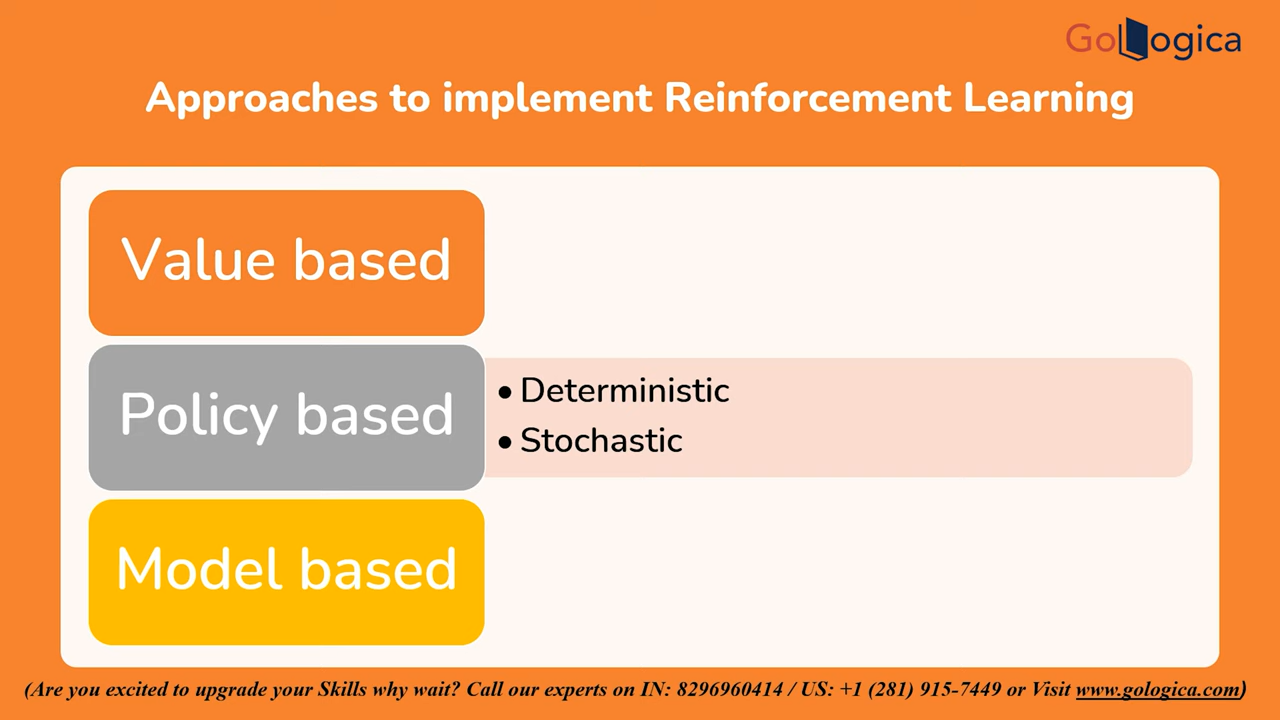 GoLogica
Approaches to implement Reinforcement Learning
Value based
Policy based
• Deterministic
• Stochastic
Model based
(Are you excited to upgrade your Skills why wait? Call our experts on IN: 8296960414 / US: +1 (281) 915-7449 or Visit www.gologica.com)